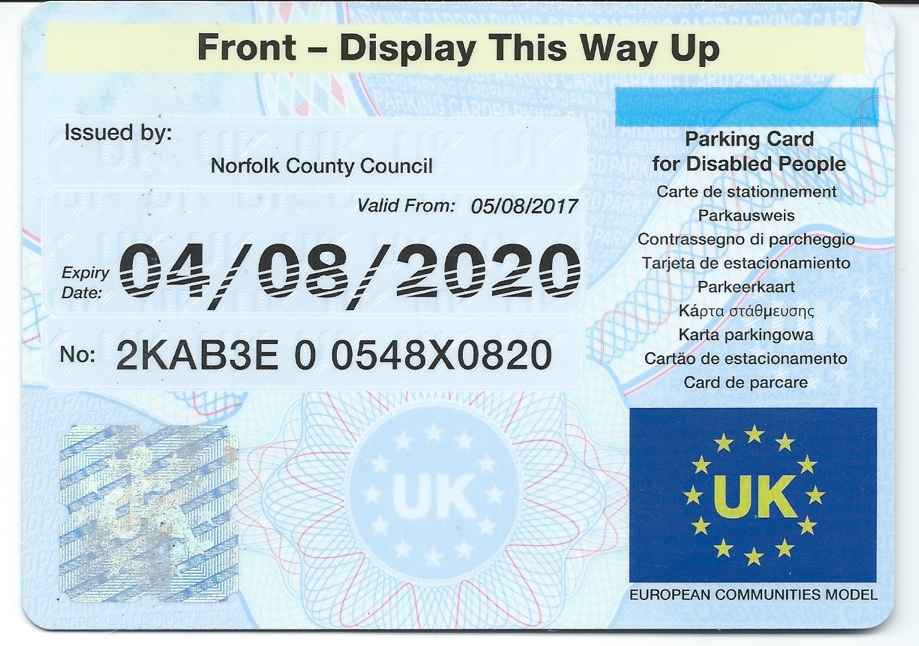 Front – Display This Way Up
Issued by:
Norfolk County Council
Valid From: 05/08/2017
Expiry
Date: 04/08/2020
No: 2KAB3E 0 0548X0820
Parking Card
for Disabled People
Carte de stationnement
Parkausweis
Contrassegno di parcheggio
Tarjeta de estacionamiento
Parkeerkaart
Κάρτα στάθμευσης
Karta parkingowa
Cartão de estacionamento
Card de parcare
UK
UK
EUROPEAN COMMUNITIES MODEL